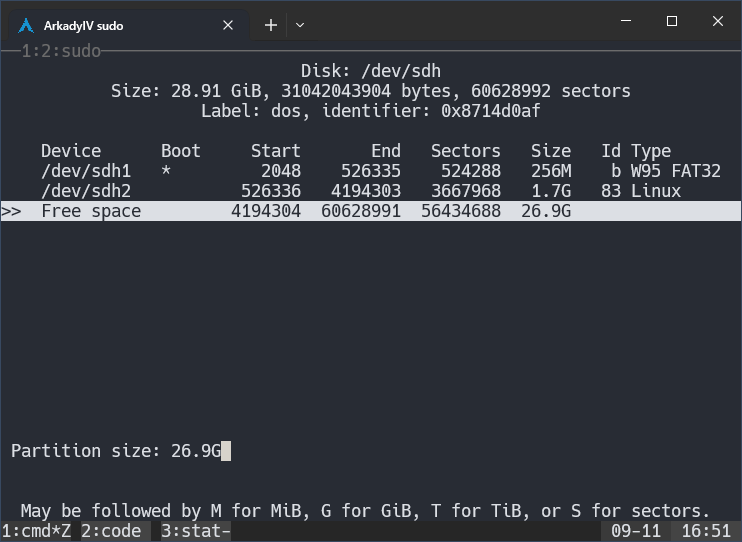 ArkadyIV sudo
1:2:sudo
Disk: /dev/sdh
Size: 28.91 GiB, 31042043904 bytes, 60628992 sectors
Label: dos, identifier: 0x8714d0af
Device Boot Start End Sectors Size Id Type
/dev/sdh1 * 2048 526335 524288 256M b W95 FAT32
/dev/sdh2 526336 4194303 3667968 1.7G 83 Linux
>> Free space 4194304 60628991 56434688 26.9G
Partition size: 26.9G
May be followed by M for MiB, G for GiB, T for TiB, or S for sectors.
1:cmd*Z 2:code 3:stat- 09-11 16:51